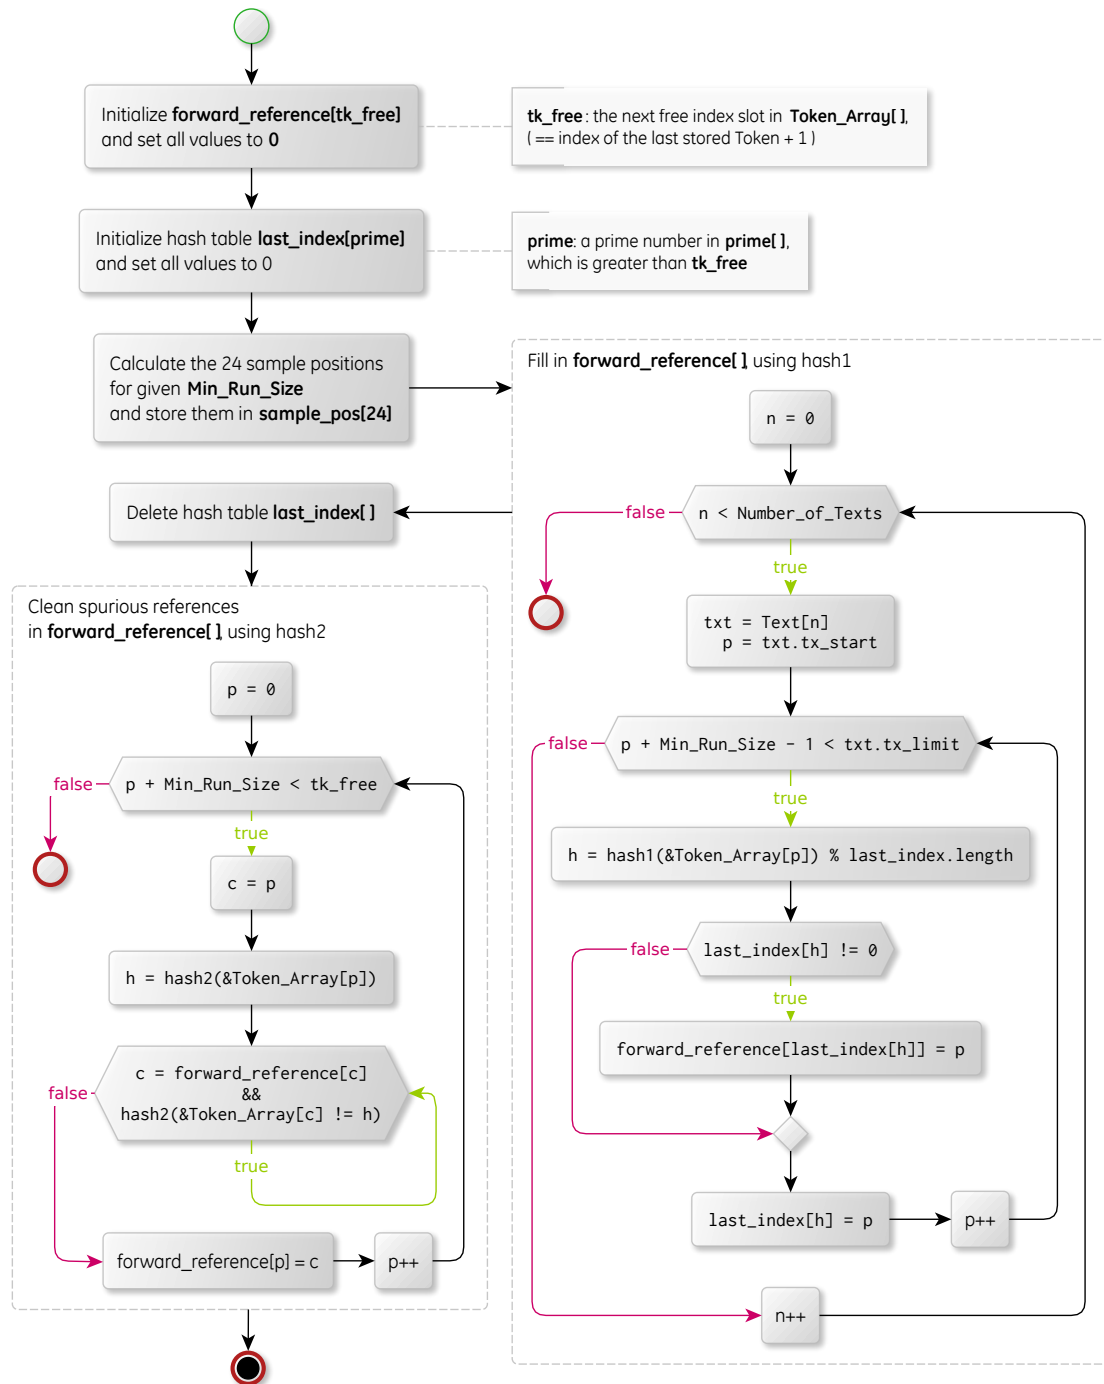 Initialize forward_reference[tk_free]
and set all values to 0
tk_free : the next free index slot in Token_Array[ ],
( == index of the last stored Token + 1 )
Initialize hash table last_index[prime]
and set all values to 0
prime: a prime number in prime[ ],
which is greater than tk_free
Calculate the 24 sample positions
for given Min_Run_Size
and store them in sample_pos[24]
Fill in forward_reference[ ], using hash1
n = 0
n < Number_of_Texts
false
true
txt = Text[n]
p = txt.tx_start
p + Min_Run_Size - 1 < txt.tx_limit
false
true
h = hash1(&Token_Array[p]) % last_index.length
last_index[h] != 0
false
true
forward_reference[last_index[h]] = p
last_index[h] = p
p++
n++
Delete hash table last_index[ ]
Clean spurious references
in forward_reference[ ], using hash2
p = 0
p + Min_Run_Size < tk_free
false
true
c = p
h = hash2(&Token_Array[p])
c = forward_reference[c]
&&
hash2(&Token_Array[c] != h)
false
true
forward_reference[p] = c
p++